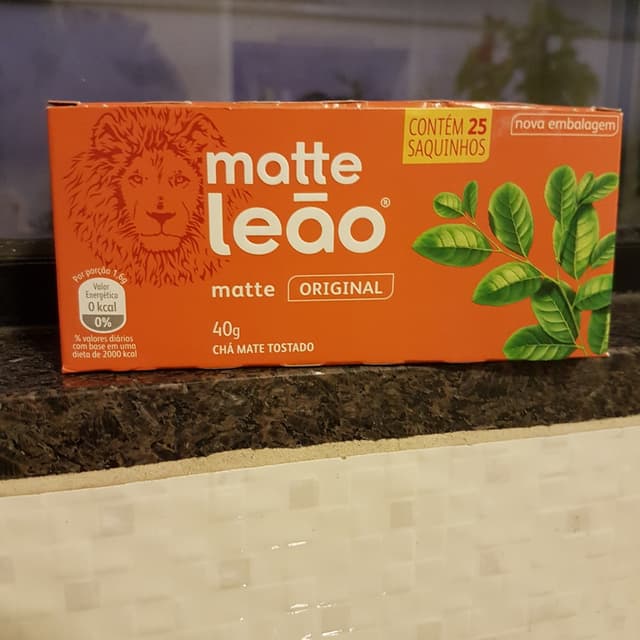 CONTÉM 25
SAQUINHOS
nova embalagem
matte
leão®
matte ORIGINAL
Por porção 1,6g
Valor
Energético
0 kcal
0%
% valores diários
com base em uma
dieta de 2000 kcal
40g
CHÁ MATE TOSTADO